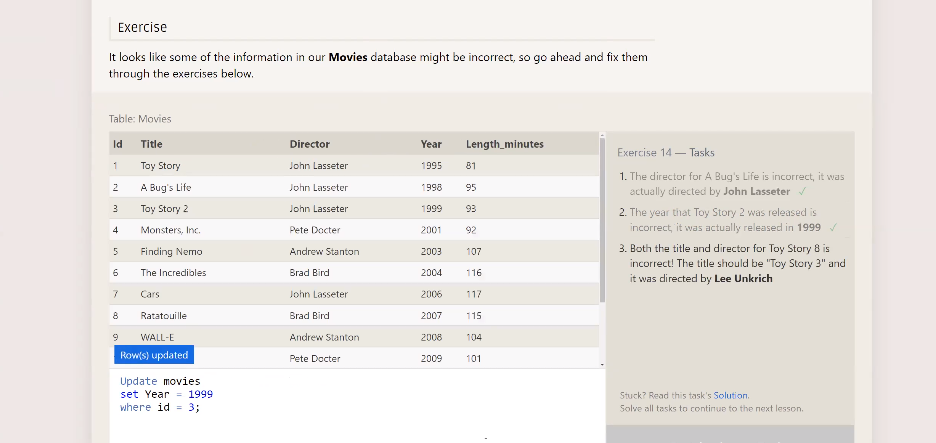 Exercise
It looks like some of the information in our Movies database might be incorrect, so go ahead and fix them
through the exercises below.
Table: Movies
Id Title Director Year Length_minutes
1 Toy Story John Lasseter 1995 81
2 A Bug's Life John Lasseter 1998 95
3 Toy Story 2 John Lasseter 1999 93
4 Monsters, Inc. Pete Docter 2001 92
5 Finding Nemo Andrew Stanton 2003 107
6 The Incredibles Brad Bird 2004 116
7 Cars John Lasseter 2006 117
8 Ratatouille Brad Bird 2007 115
9 WALL-E Andrew Stanton 2008 104
Pete Docter 2009 101
Row(s) updated
Update movies
set Year = 1999
where id = 3;
Exercise 14 — Tasks
1. The director for A Bug's Life is incorrect, it was
actually directed by John Lasseter ✓
2. The year that Toy Story 2 was released is
incorrect, it was actually released in 1999 ✓
3. Both the title and director for Toy Story 8 is
incorrect! The title should be "Toy Story 3" and
it was directed by Lee Unkrich
Stuck? Read this task's Solution.
Solve all tasks to continue to the next lesson.